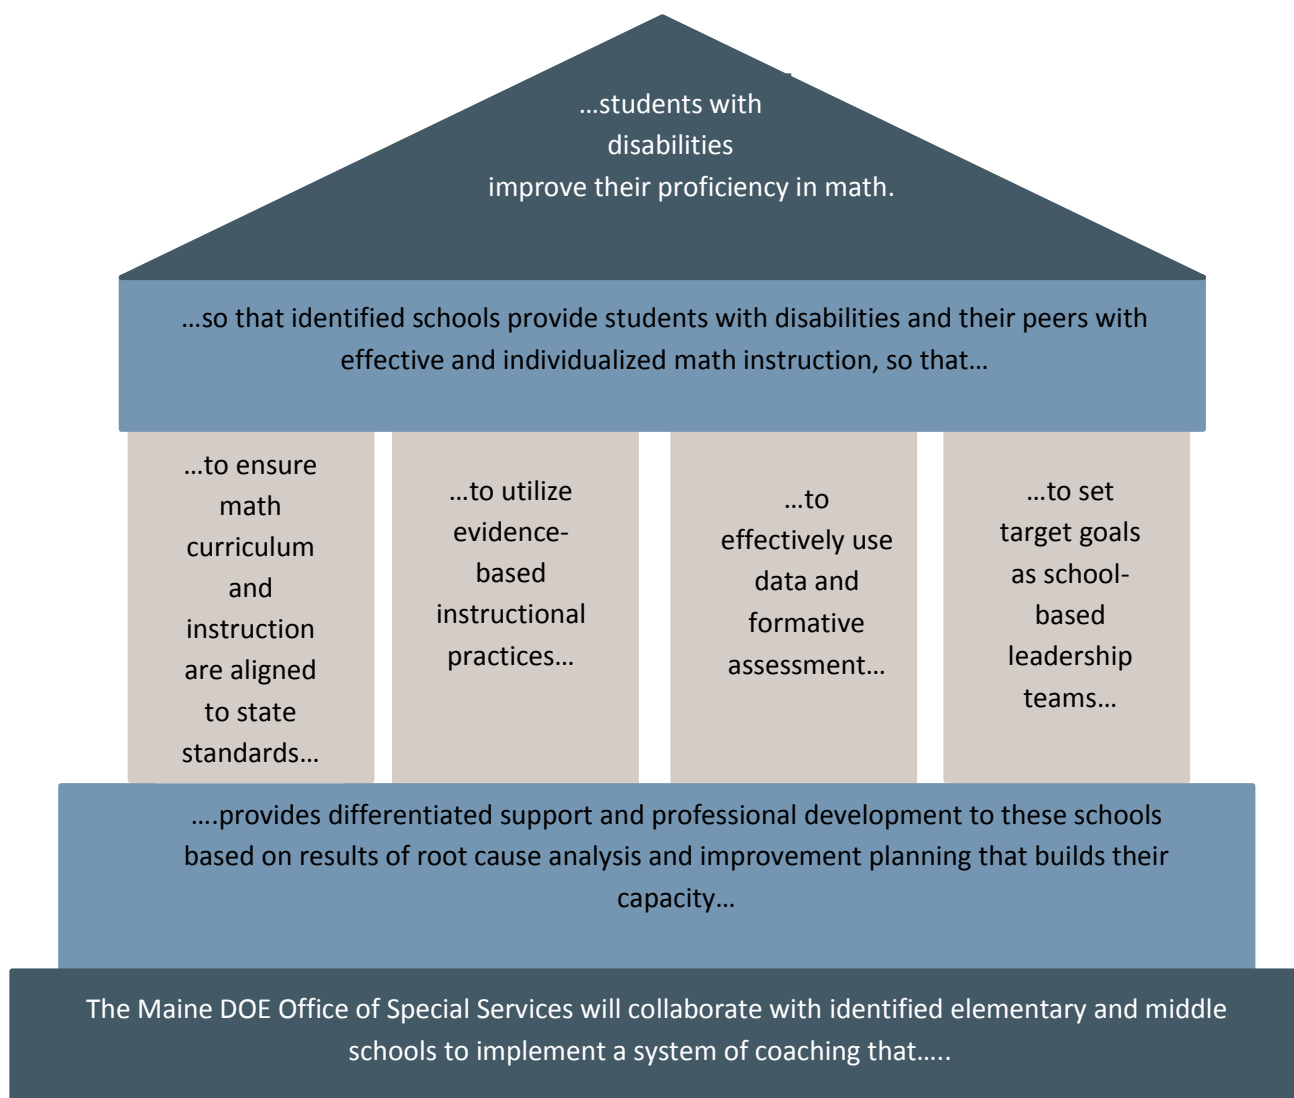 …students with
disabilities
improve their proficiency in math.
…so that identified schools provide students with disabilities and their peers with
effective and individualized math instruction, so that…
…to ensure
math
curriculum
and
instruction
are aligned
to state
standards…
…to utilize
evidence-
based
instructional
practices…
…to
effectively use
data and
formative
assessment…
…to set
target goals
as school-
based
leadership
teams…
….provides differentiated support and professional development to these schools
based on results of root cause analysis and improvement planning that builds their
capacity…
The Maine DOE Office of Special Services will collaborate with identified elementary and middle
schools to implement a system of coaching that…..